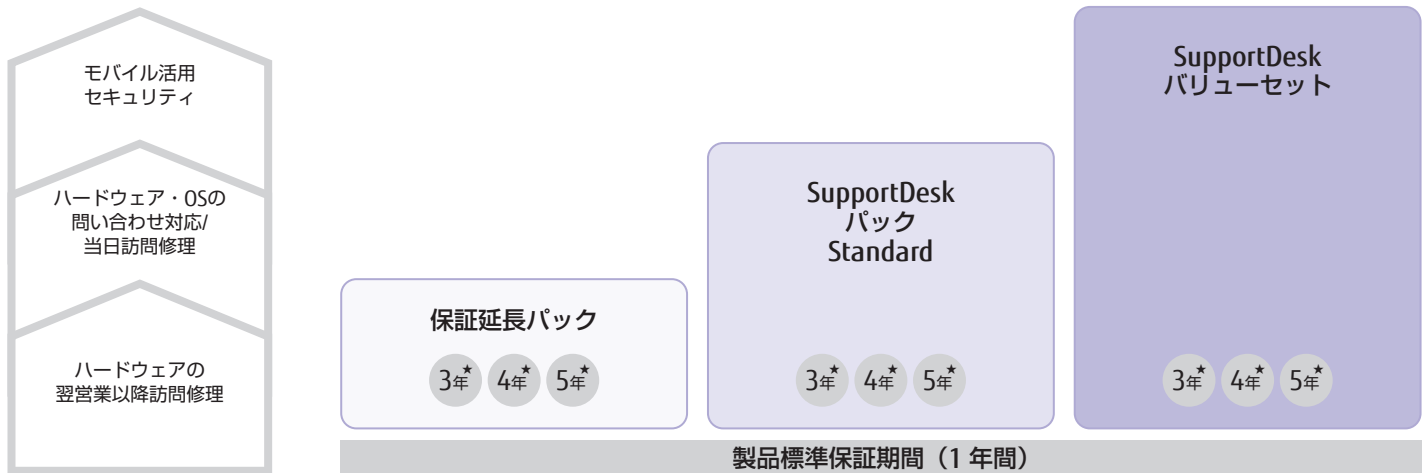 モバイル活用
セキュリティ
ハードウェア・OSの
問い合わせ対応/
当日訪問修理
ハードウェアの
翌営業以降訪問修理
保証延長パック
3年★ 4年★ 5年★
SupportDesk
パック
Standard
3年★ 4年★ 5年★
SupportDesk
バリューセット
3年★ 4年★ 5年★
製品標準保証期間（1 年間）